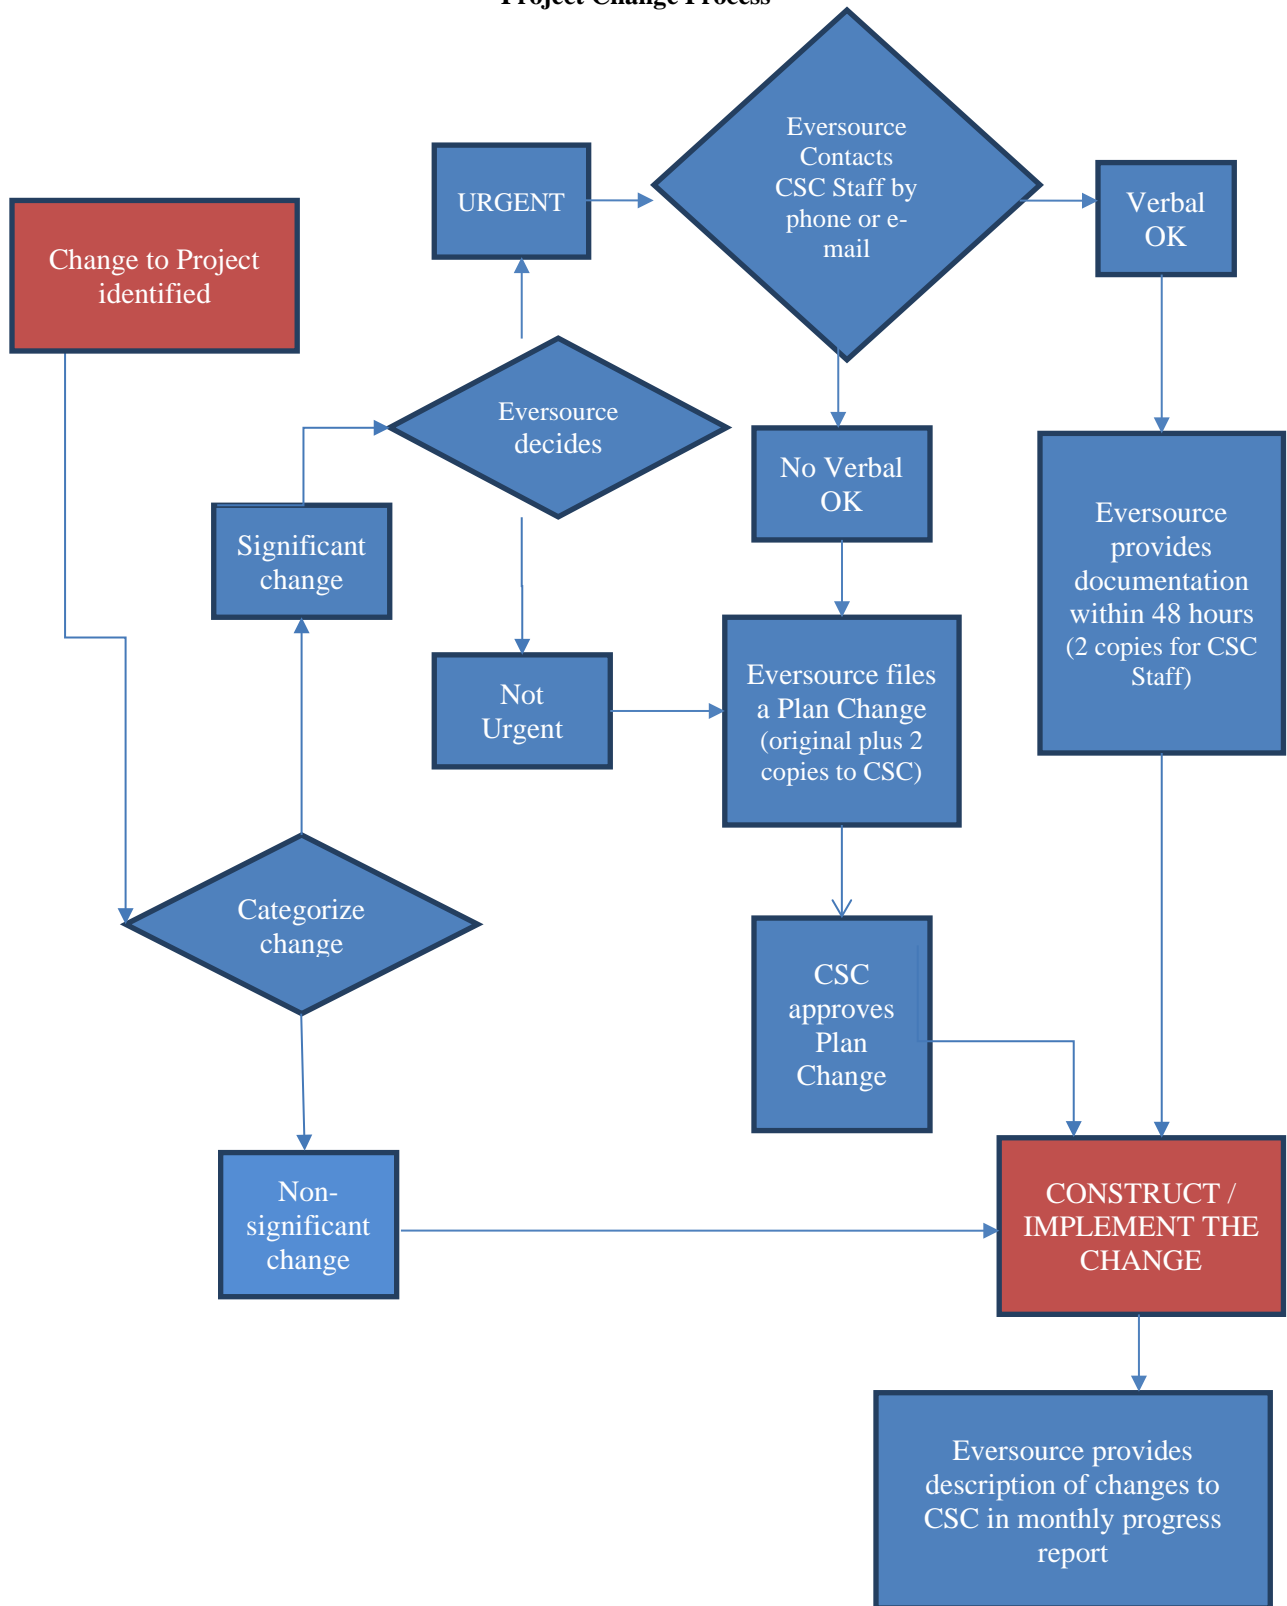 Project Change Process
Eversource
Contacts
CSC Staff by
phone or e-
mail
URGENT
Verbal
OK
Change to Project
identified
Eversource
decides
No Verbal
OK
Significant
change
Eversource
provides
documentation
within 48 hours
(2 copies for CSC
Staff)
Not
Urgent
Eversource files
a Plan Change
(original plus 2
copies to CSC)
Categorize
change
CSC
approves
Plan
Change
Non-
significant
change
CONSTRUCT /
IMPLEMENT THE
CHANGE
Eversource provides
description of changes to
CSC in monthly progress
report